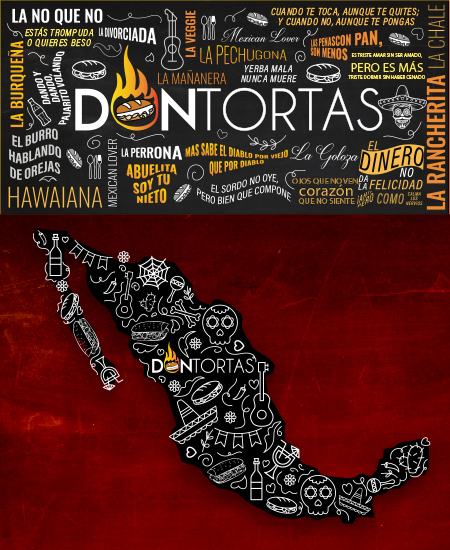 LA NO QUE NO
ESTÁS TROMPUDA
O QUIERES BESO
LA DIVORCIADA
LA VEGGIE
CUANDO TE TOCA, AUNQUE TE QUITES;
Y CUANDO NO, AUNQUE TE PONGAS
Mexican Lover
LA PECHUGONA
LAS PENAS CON PAN,
SON MENOS
ES TRISTE AMAR SIN SER AMADO,
PERO ES MÁS
TRISTE DORMIR SIN HABER CENADO
LA CHALE
LA BURQUEÑA
DANDO Y
DANDO,
PAJARITO VOLANDO
LA MAÑANERA
YERBA MALA
NUNCA MUERE
DONTORTAS
EL BURRO
HABLANDO
DE OREJAS
HAWAIANA
MEXICAN LOVER
LA PERRONA
ABUELITA
SOY TU
NIETO
MAS SABE EL DIABLO POR VIEJO
QUE POR DIABLO
EL SORDO NO OYE,
PERO BIEN QUE COMPONE
La Goloza
OJOS QUE NO VEN
corazón
QUE NO SIENTE
EL
DINERO
NO
DA LA
FELICIDAD
COMO
CALMA
LOS
NERVIOS
LA RANCHERITA
DONTORTAS